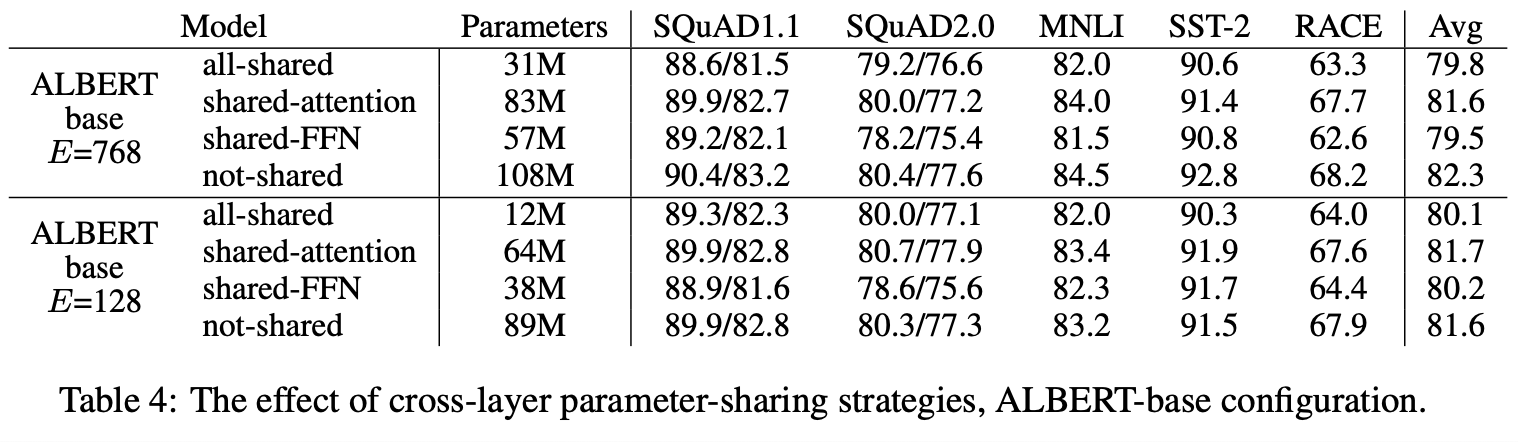 Model Parameters SQuAD1.1 SQuAD2.0 MNLI SST-2 RACE Avg
ALBERT base E=768
all-shared 31M 88.6/81.5 79.2/76.6 82.0 90.6 63.3 79.8
shared-attention 83M 89.9/82.7 80.0/77.2 84.0 91.4 67.7 81.6
shared-FFN 57M 89.2/82.1 78.2/75.4 81.5 90.8 62.6 79.5
not-shared 108M 90.4/83.2 80.4/77.6 84.5 92.8 68.2 82.3
ALBERT base E=128
all-shared 12M 89.3/82.3 80.0/77.1 82.0 90.3 64.0 80.1
shared-attention 64M 89.9/82.8 80.7/77.9 83.4 91.9 67.6 81.7
shared-FFN 38M 88.9/81.6 78.6/75.6 82.3 91.7 64.4 80.2
not-shared 89M 89.9/82.8 80.3/77.3 83.2 91.5 67.9 81.6
Table 4: The effect of cross-layer parameter-sharing strategies, ALBERT-base configuration.